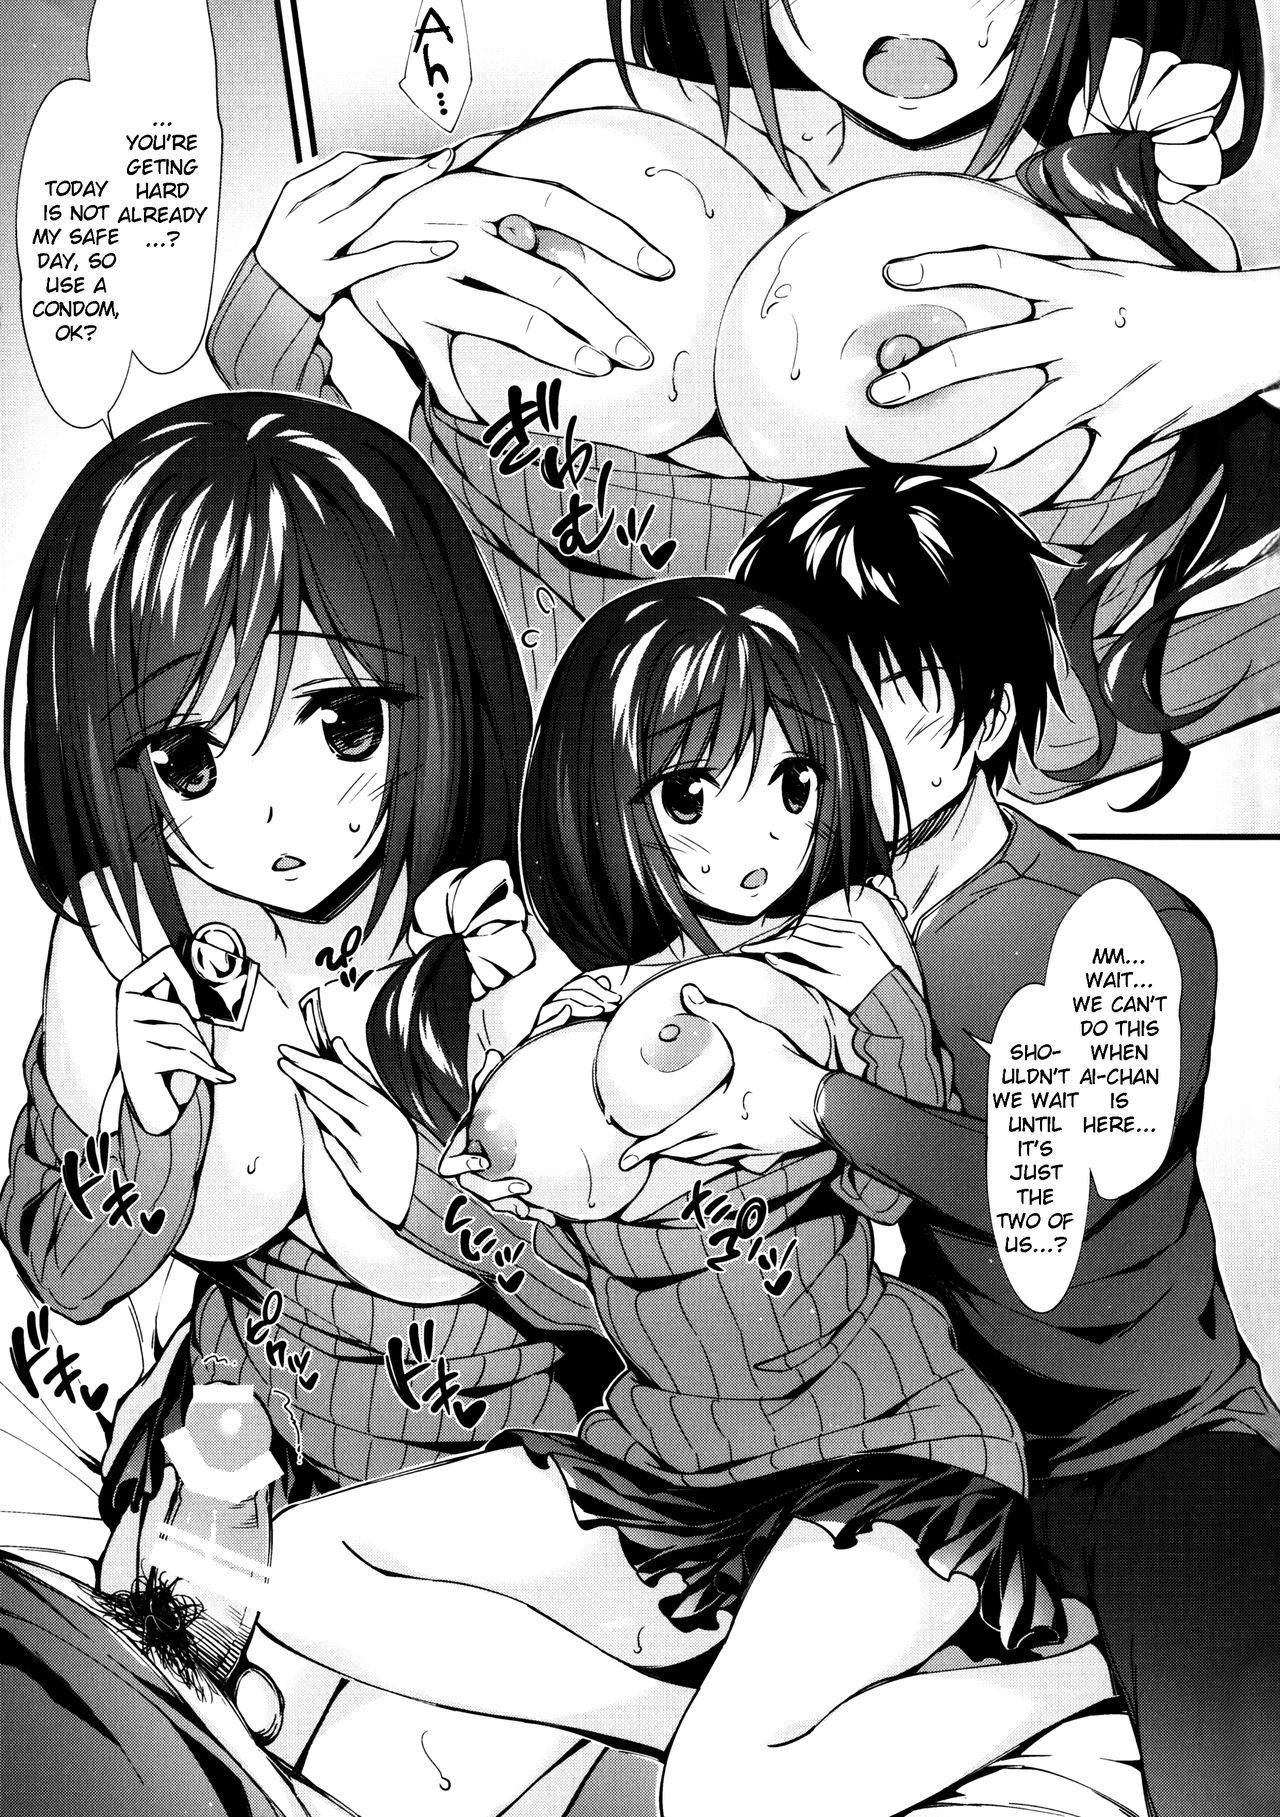 Ah...
ぎゅむッ
MM...
WAIT...
WE CAN'T
DO THIS
WHEN
AI-CHAN
IS
HERE...
SHO-
ULDN'T
WE WAIT
UNTIL
IT'S
JUST
THE
TWO OF
US...?
...
YOU'RE
GETING
HARD
ALREADY
...?
TODAY
IS NOT
MY SAFE
DAY, SO
USE A
CONDOM,
OK?
ドキ
ドキ
ドキ